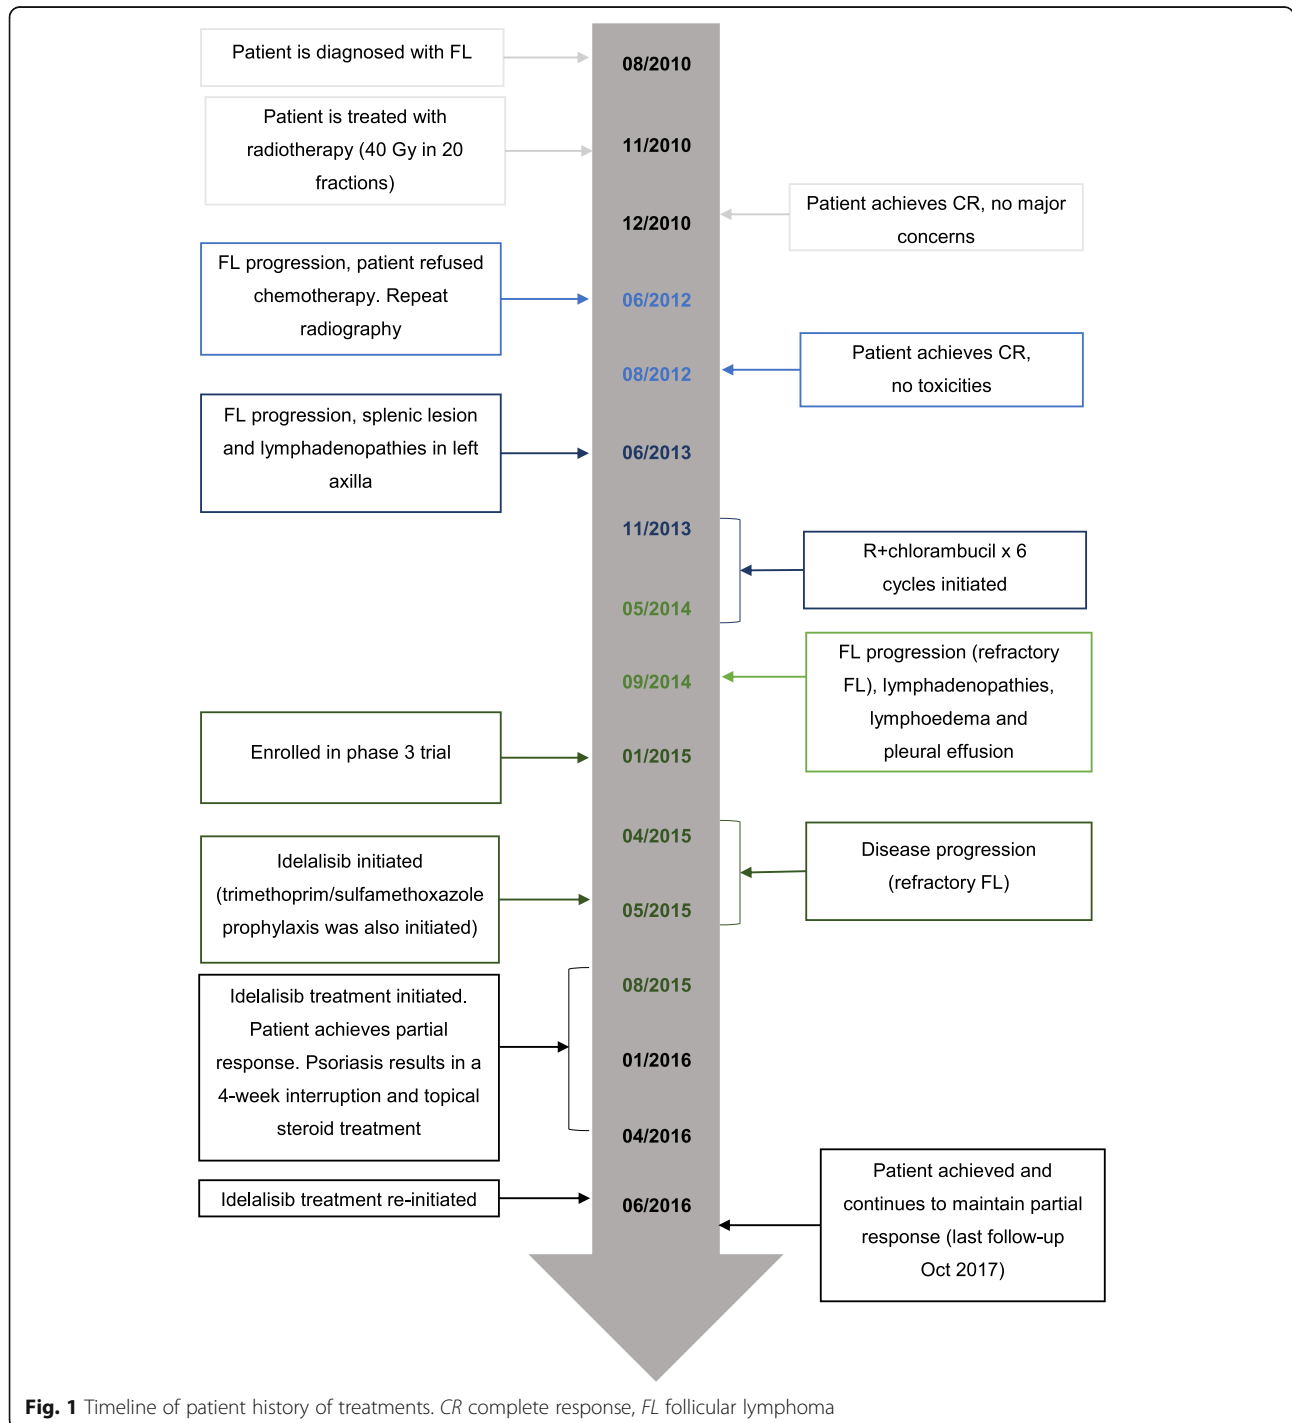 Patient is diagnosed with FL
08/2010
Patient is treated with
radiotherapy (40 Gy in 20
fractions)
11/2010
12/2010
Patient achieves CR, no major
concerns
FL progression, patient refused
chemotherapy. Repeat
radiography
06/2012
08/2012
Patient achieves CR,
no toxicities
FL progression, splenic lesion
and lymphadenopathies in left
axilla
06/2013
11/2013
R+chlorambucil x 6
cycles initiated
05/2014
09/2014
FL progression (refractory
FL), lymphadenopathies,
lymphoedema and
pleural effusion
Enrolled in phase 3 trial
01/2015
04/2015
Disease progression
(refractory FL)
Idelalisib initiated
(trimethoprim/sulfamethoxazole
prophylaxis was also initiated)
05/2015
08/2015
Idelalisib treatment initiated.
Patient achieves partial
response. Psoriasis results in a
4-week interruption and topical
steroid treatment
01/2016
04/2016
Idelalisib treatment re-initiated
06/2016
Patient achieved and
continues to maintain partial
response (last follow-up
Oct 2017)
Fig. 1 Timeline of patient history of treatments. CR complete response, FL follicular lymphoma